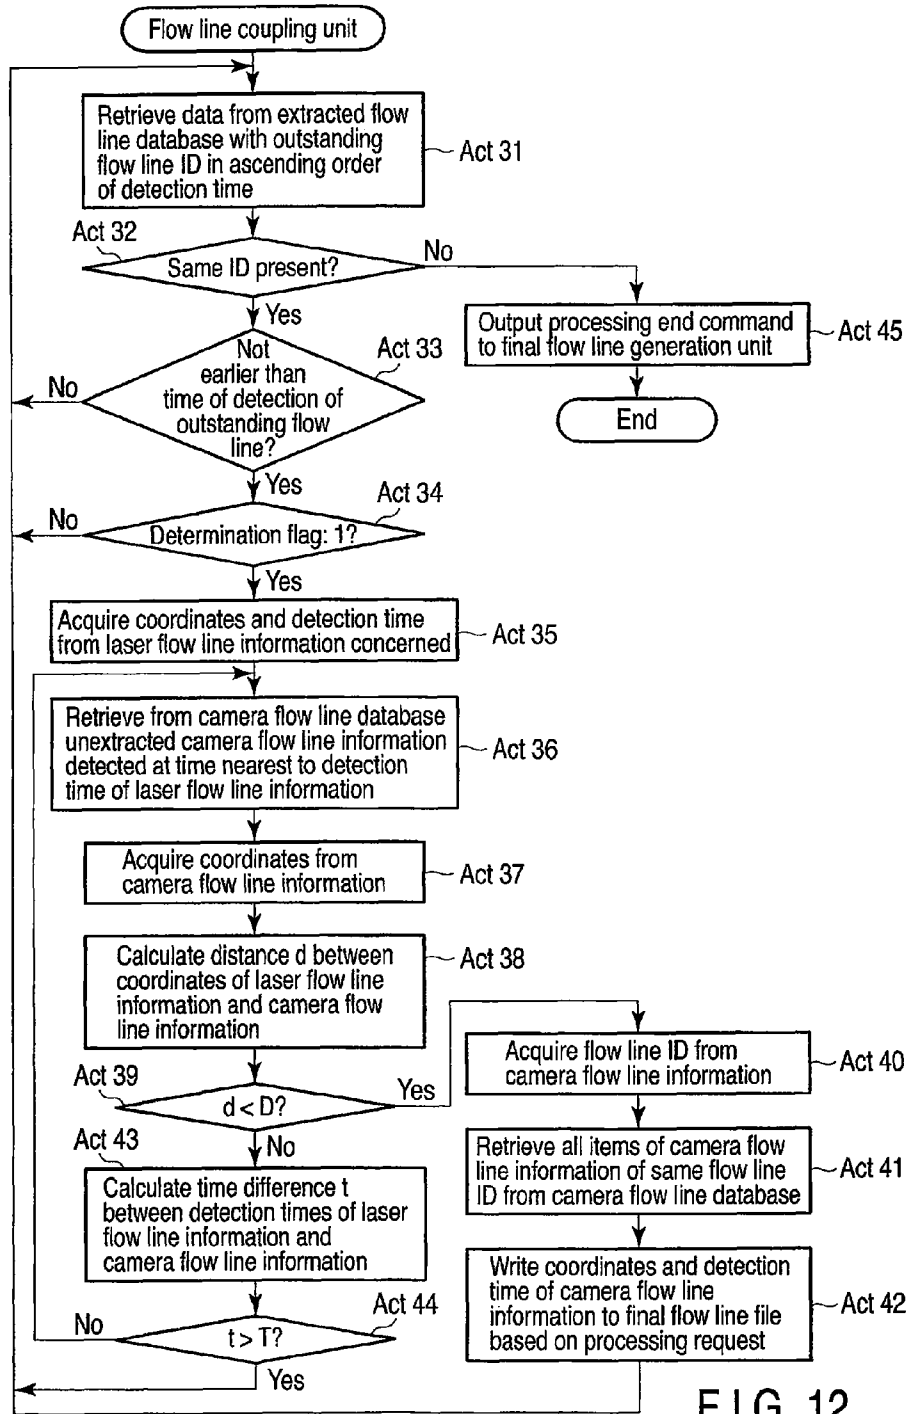 Flow line coupling unit
Retrieve data from extracted flow
line database with outstanding
flow line ID in ascending order
of detection time
Act 31
Act 32
Same ID present?
No
Yes
Output processing end command
to final flow line generation unit
Act 45
End
Not
earlier than
time of detection of
outstanding flow
line?
Act 33
No
Yes
Act 34
Determination flag: 1?
No
Yes
Acquire coordinates and detection time
from laser flow line information concerned
Act 35
Retrieve from camera flow line database
unextracted camera flow line information
detected at time nearest to detection
time of laser flow line information
Act 36
Acquire coordinates from
camera flow line information
Act 37
Calculate distance d between
coordinates of laser flow line
information and camera flow
line information
Act 38
Act 39
d < D?
Yes
No
Acquire flow line ID from
camera flow line information
Act 40
Retrieve all items of camera flow
line information of same flow line
ID from camera flow line database
Act 41
Write coordinates and detection
time of camera flow line
information to final flow line file
based on processing request
Act 42
Act 43
Calculate time difference t
between detection times of laser
flow line information and
camera flow line information
Act 44
t > T?
No
Yes
FIG. 12